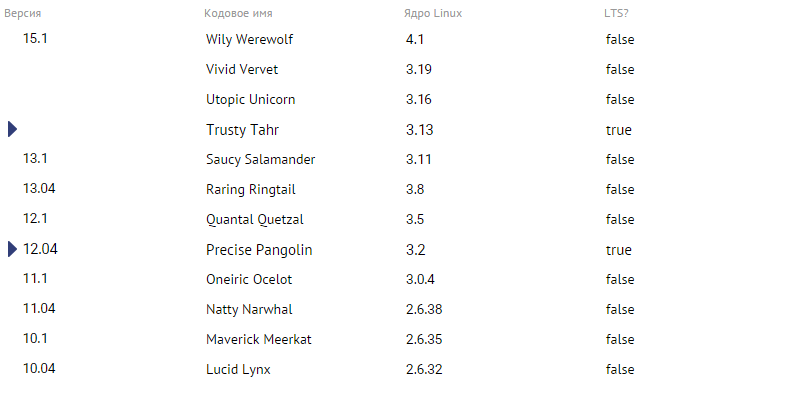 Версия Кодовое имя Ядро Linux LTS?
15.1 Wily Werewolf 4.1 false
Vivid Vervet 3.19 false
Utopic Unicorn 3.16 false
Trusty Tahr 3.13 true
13.1 Saucy Salamander 3.11 false
13.04 Raring Ringtail 3.8 false
12.1 Quantal Quetzal 3.5 false
12.04 Precise Pangolin 3.2 true
11.1 Oneiric Ocelot 3.0.4 false
11.04 Natty Narwhal 2.6.38 false
10.1 Maverick Meerkat 2.6.35 false
10.04 Lucid Lynx 2.6.32 false